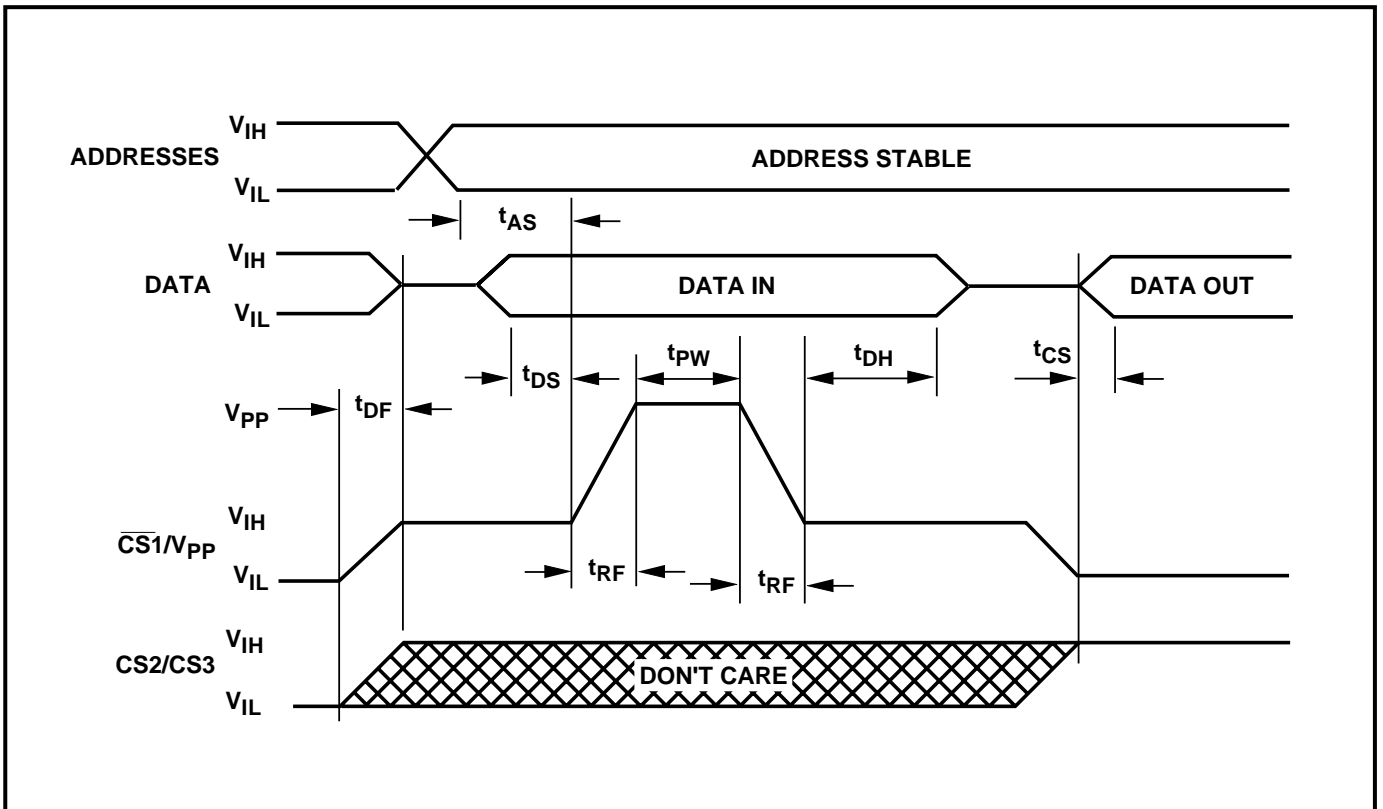 VIH
ADDRESSES
ADDRESS STABLE
VIL
tAS
VIH
DATA
DATA IN
DATA OUT
VIL
tPW
tDH
tCS
tDS
tDF
VPP
VIH
CS1/VPP
VIL
tRF
tRF
VIH
CS2/CS3
DON'T CARE
VIL